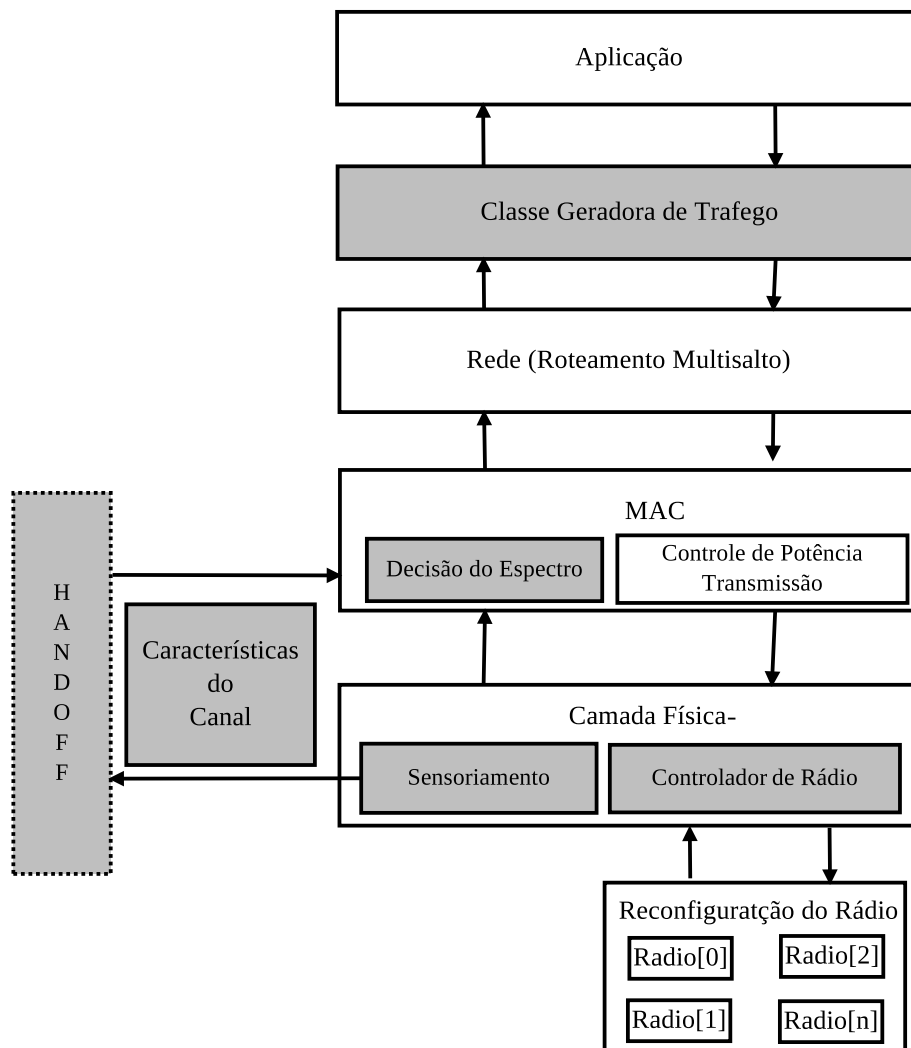 Aplicação
Classe Geradora de Trafego
Rede (Roteamento Multisalto)
MAC
Decisão do Espectro
Controle de Potência
Transmissão
H
A
N
D
O
F
F
Características
do
Canal
Camada Física-
Sensoriamento
Controlador de Rádio
Reconfiguratção do Rádio
Radio[0]
Radio[2]
Radio[1]
Radio[n]